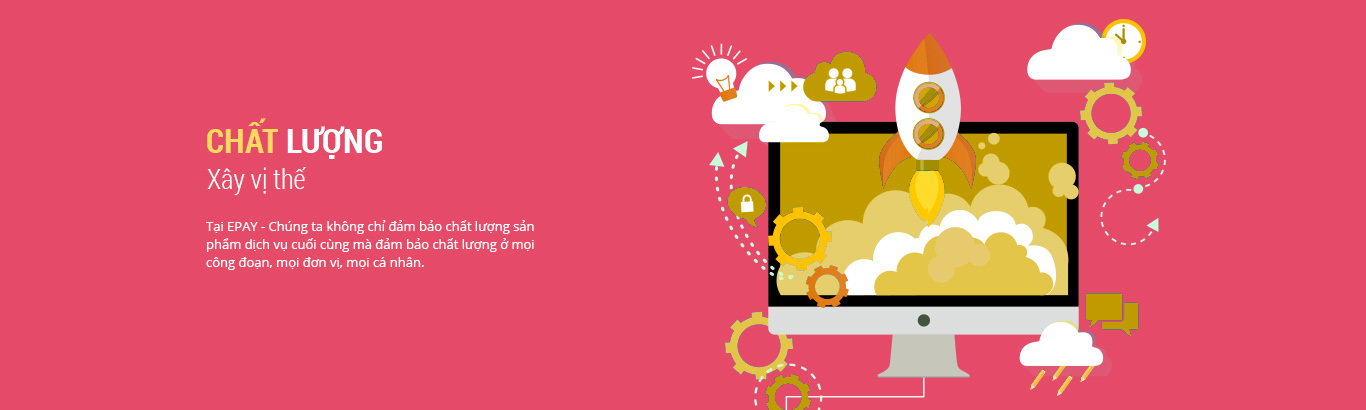 CHẤT LƯỢNG
Xây vị thế
Tại EPAY - Chúng ta không chỉ đảm bảo chất lượng sản
phẩm dịch vụ cuối cùng mà đảm bảo chất lượng ở mọi
công đoạn, mọi đơn vị, mọi cá nhân.